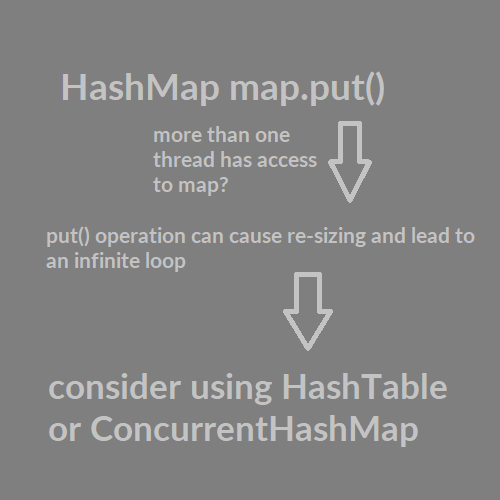 HashMap map.put()
more than one
thread has access
to map?
put() operation can cause re-sizing and lead to
an infinite loop
consider using HashTable
or ConcurrentHashMap